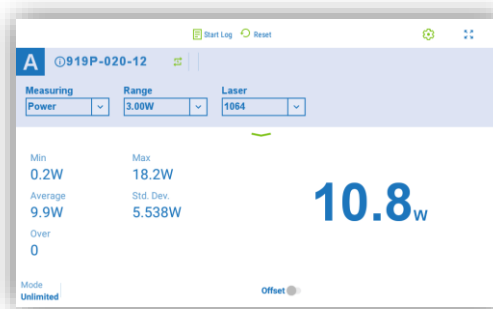 Start Log Reset
A 919P-020-12
Measuring Range Laser
Power 3.00W 1064
Min Max
0.2W 18.2W
Average Std. Dev.
9.9W 5.538W
10.8W
Over
0
Mode
Unlimited
Offset